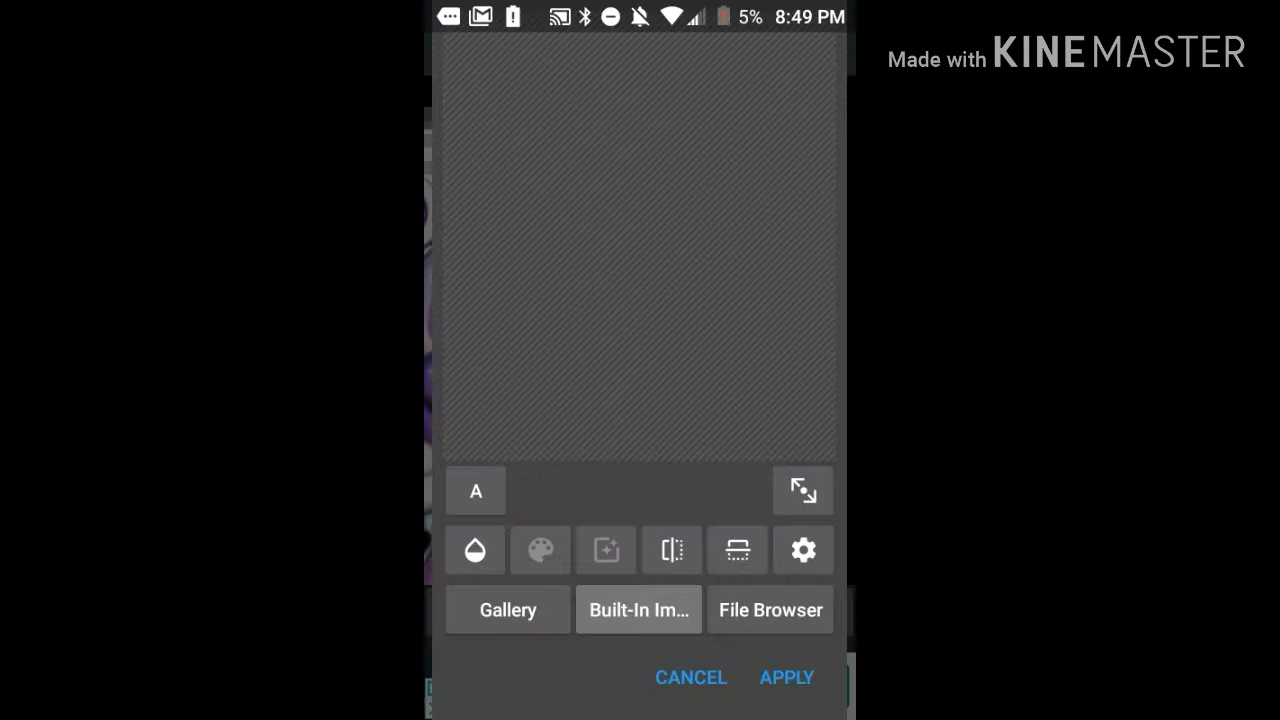 5% 8:49 PM
Made with KINEMASTER
A
Gallery Built-In Im... File Browser
CANCEL APPLY